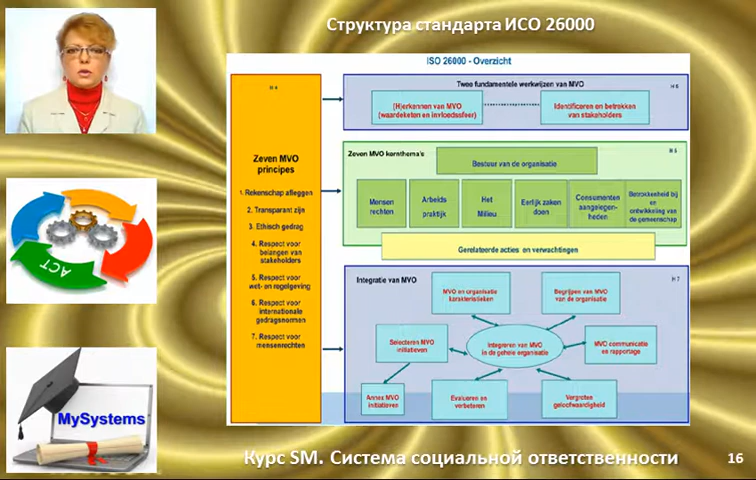 Структура стандарта ИСО 26000
ISO 26000 - Overzicht
H 4
Zeven MVO
principes
1. Rekenschap afleggen
2. Transparant zijn
3. Ethisch gedrag
4. Respect voor
belangen van
stakeholders
5. Respect voor
wet- en regelgeving
6. Respect voor
internationale
gedragsnormen
7. Respect voor
mensenrechten
Twee fundamentele werkwijzen van MVO
(H)erkennen van MVO
(waardeketen en invloedssfeer)
Identificeren en betrekken
van stakeholders
Zeven MVO kernthema's
Bestuur van de organisatie
Mensen
rechten
Arbeids
praktijk
Het
Milieu
Eerlijk zaken
doen
Consumenten
aangelegen-
heden
Betrokkenheid bij
en
ontwikkeling van
de gemeenschap
Gerelateerde acties en verwachtingen
Integratie van MVO
H 7
MVO en organisatie
karakteristieken
Begrijpen van MVO
van de organisatie
Selecteren MVO
initiatieven
Integreren van MVO
in de gehele organisatie
MVO communicatie
en rapportage
Annex MVO
initiatieven
Evalueren en
verbeteren
Vergroten
geloofwaardigheid
ACT
MySystems
Курс SM. Система социальной ответственности
16